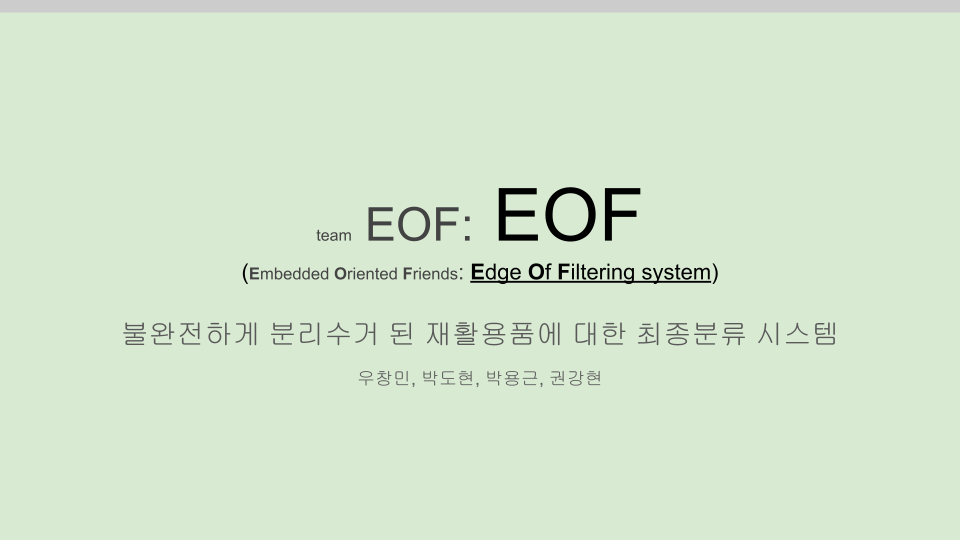 team EOF: EOF
(Embedded Oriented Friends: Edge Of Filtering system)
불완전하게 분리수거 된 재활용품에 대한 최종분류 시스템
우창민, 박도현, 박용근, 권강현